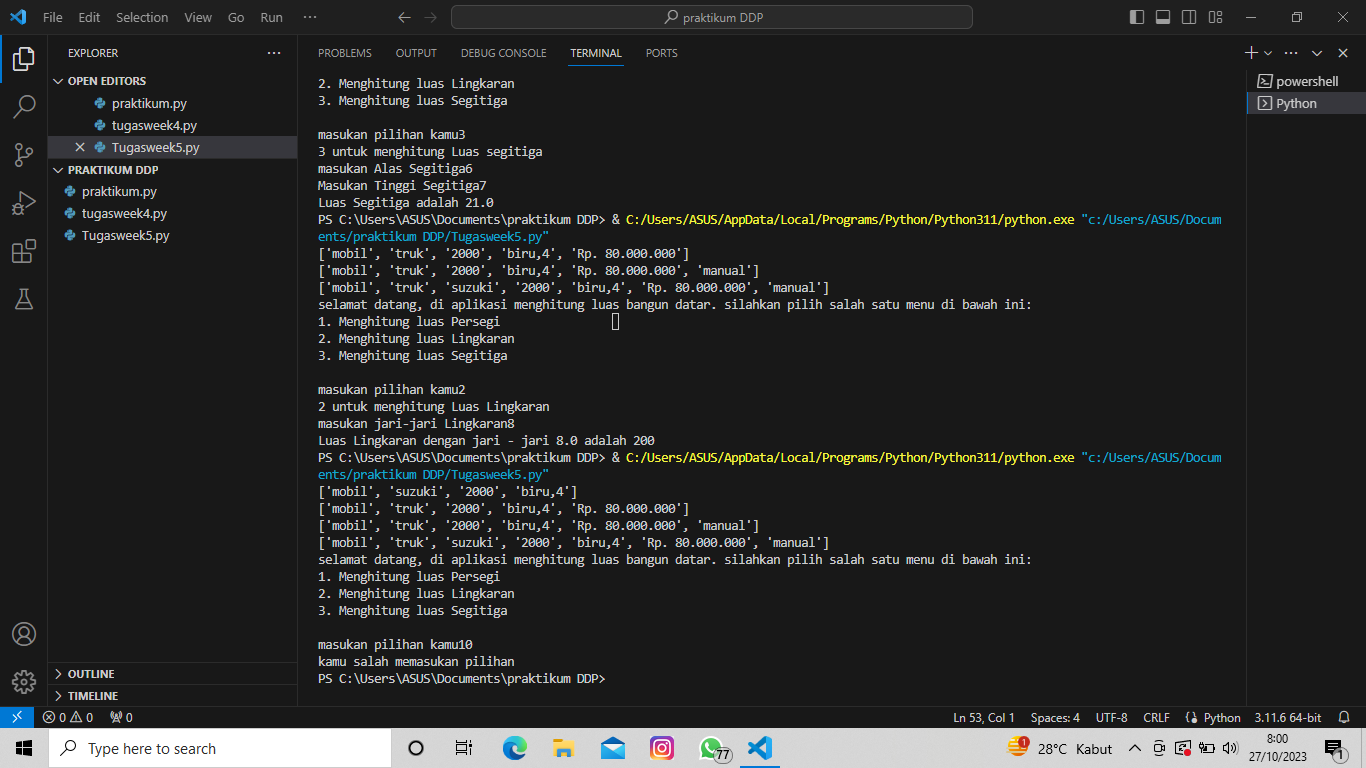 File Edit Selection View Go Run ··· praktikum DDP
EXPLORER ···
OPEN EDITORS
praktikum.py
tugasweek4.py
Tugasweek5.py
PRAKTIKUM DDP
praktikum.py
tugasweek4.py
Tugasweek5.py
OUTLINE
TIMELINE
PROBLEMS OUTPUT DEBUG CONSOLE TERMINAL PORTS
2. Menghitung luas Lingkaran
3. Menghitung luas Segitiga
masukan pilihan kamu3
3 untuk menghitung Luas segitiga
masukan Alas Segitiga6
Masukan Tinggi Segitiga7
Luas Segitiga adalah 21.0
PS C:\Users\ASUS\Documents\praktikum DDP> & C:/Users/ASUS/AppData/Local/Programs/Python/Python311/python.exe "c:/Users/ASUS/Docum
ents/praktikum DDP/Tugasweek5.py"
['mobil', 'truk', '2000', 'biru,4', 'Rp. 80.000.000']
['mobil', 'truk', '2000', 'biru,4', 'Rp. 80.000.000', 'manual']
['mobil', 'truk', 'suzuki', '2000', 'biru,4', 'Rp. 80.000.000', 'manual']
selamat datang, di aplikasi menghitung luas bangun datar. silahkan pilih salah satu menu di bawah ini:
1. Menghitung luas Persegi
2. Menghitung luas Lingkaran
3. Menghitung luas Segitiga
masukan pilihan kamu2
2 untuk menghitung Luas Lingkaran
masukan jari-jari Lingkaran8
Luas Lingkaran dengan jari - jari 8.0 adalah 200
PS C:\Users\ASUS\Documents\praktikum DDP> & C:/Users/ASUS/AppData/Local/Programs/Python/Python311/python.exe "c:/Users/ASUS/Docum
ents/praktikum DDP/Tugasweek5.py"
['mobil', 'suzuki', '2000', 'biru,4']
['mobil', 'truk', '2000', 'biru,4', 'Rp. 80.000.000']
['mobil', 'truk', '2000', 'biru,4', 'Rp. 80.000.000', 'manual']
['mobil', 'truk', 'suzuki', '2000', 'biru,4', 'Rp. 80.000.000', 'manual']
selamat datang, di aplikasi menghitung luas bangun datar. silahkan pilih salah satu menu di bawah ini:
1. Menghitung luas Persegi
2. Menghitung luas Lingkaran
3. Menghitung luas Segitiga
masukan pilihan kamu10
kamu salah memasukan pilihan
PS C:\Users\ASUS\Documents\praktikum DDP>
powershell
Python
0 0 0 Ln 53, Col 1 Spaces: 4 UTF-8 CRLF Python 3.11.6 64-bit
Type here to search 77 1 28°C Kabut 8:00
27/10/2023 1